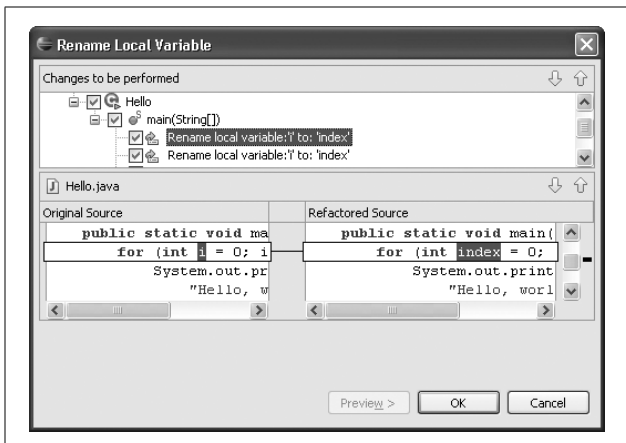 Rename Local Variable
Changes to be performed
Hello
main(String[])
Rename local variable:'i' to: 'index'
Rename local variable:'i' to: 'index'
Hello.java
Original Source
Refactored Source
public static void ma
public static void main(
for (int i = 0; i
for (int index = 0;
System.out.pr
System.out.print
"Hello, w
"Hello, worl
Preview >
OK
Cancel